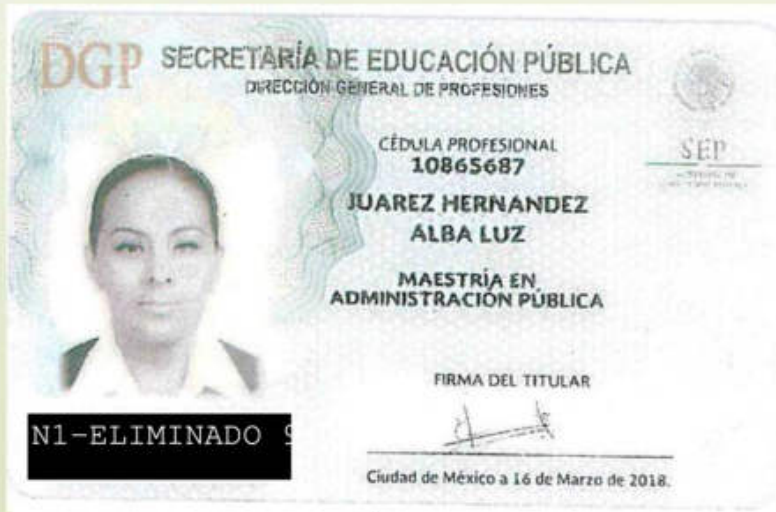 DGP SECRETARÍA DE EDUCACIÓN PÚBLICA
DIRECCIÓN GENERAL DE PROFESIONES
CÉDULA PROFESIONAL
10865687
SEP
JUAREZ HERNANDEZ
ALBA LUZ
MAESTRÍA EN
ADMINISTRACIÓN PÚBLICA
FIRMA DEL TITULAR
N1-ELIMINADO
Ciudad de México a 16 de Marzo de 2018.